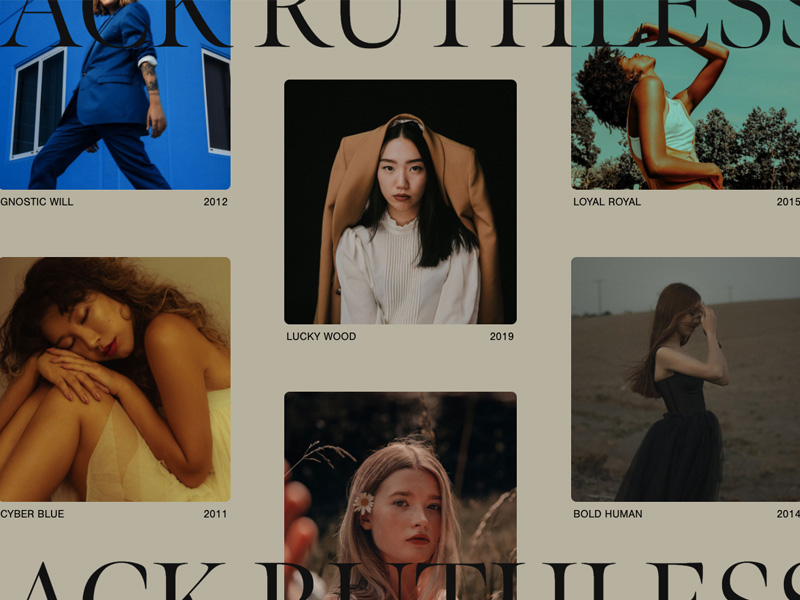 ACK RUTHLESS
GNOSTIC WILL 2012
LOYAL ROYAL 2015
LUCKY WOOD 2019
CYBER BLUE 2011
BOLD HUMAN 2014
ACK RUTHLESS